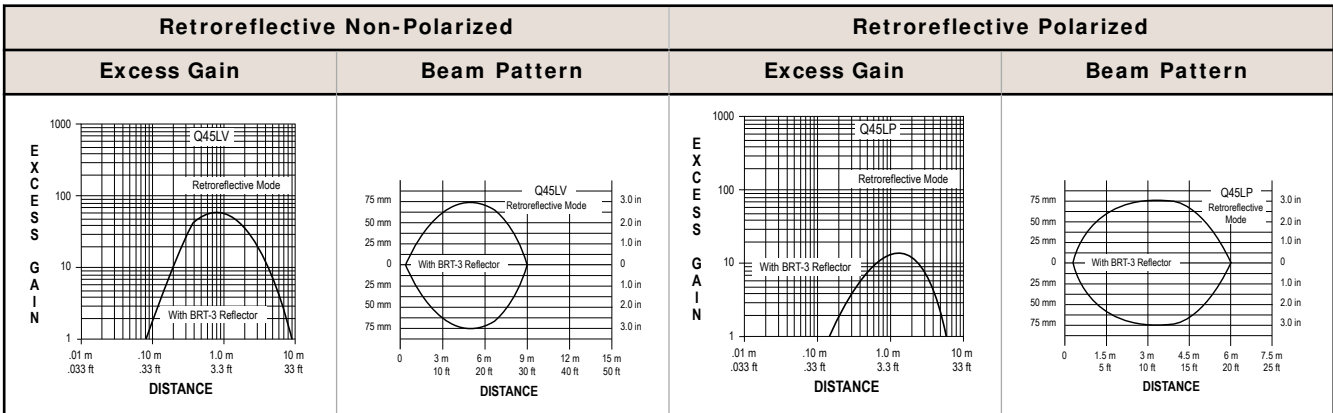 Retroreflective Non-Polarized
Retroreflective Polarized
Excess Gain
Beam Pattern
Excess Gain
Beam Pattern
EXCESS GAIN
1000
100
10
1
Q45LV
Retroreflective Mode
With BRT-3 Reflector
.01 m .10 m 1.0 m 10 m
.033 ft .33 ft 3.3 ft 33 ft
DISTANCE
75 mm
50 mm
25 mm
0
25 mm
50 mm
75 mm
Q45LV
Retroreflective Mode
With BRT-3 Reflector
3.0 in
2.0 in
1.0 in
0
1.0 in
2.0 in
3.0 in
0 3 m 6 m 9 m 12 m 15 m
10 ft 20 ft 30 ft 40 ft 50 ft
DISTANCE
EXCESS GAIN
1000
100
10
1
Q45LP
Retroreflective Mode
With BRT-3 Reflector
.01 m .10 m 1.0 m 10 m
.033 ft .33 ft 3.3 ft 33 ft
DISTANCE
75 mm
50 mm
25 mm
0
25 mm
50 mm
75 mm
Q45LP
Retroreflective
Mode
With BRT-3 Reflector
3.0 in
2.0 in
1.0 in
0
1.0 in
2.0 in
3.0 in
0 1.5 m 3 m 4.5 m 6 m 7.5 m
5 ft 10 ft 15 ft 20 ft 25 ft
DISTANCE